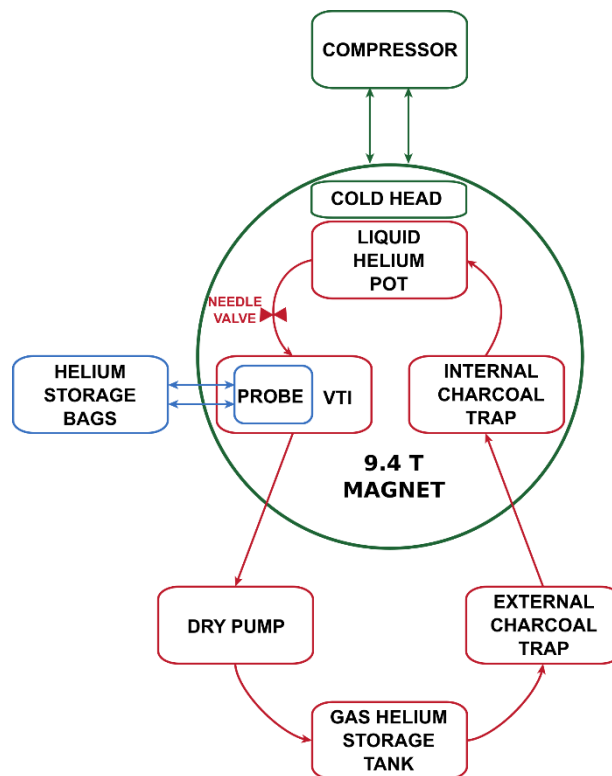 COMPRESSOR
COLD HEAD
LIQUID
HELIUM
POT
NEEDLE
VALVE
HELIUM
STORAGE
BAGS
PROBE
VTI
INTERNAL
CHARCOAL
TRAP
9.4 T
MAGNET
DRY PUMP
EXTERNAL
CHARCOAL
TRAP
GAS HELIUM
STORAGE
TANK